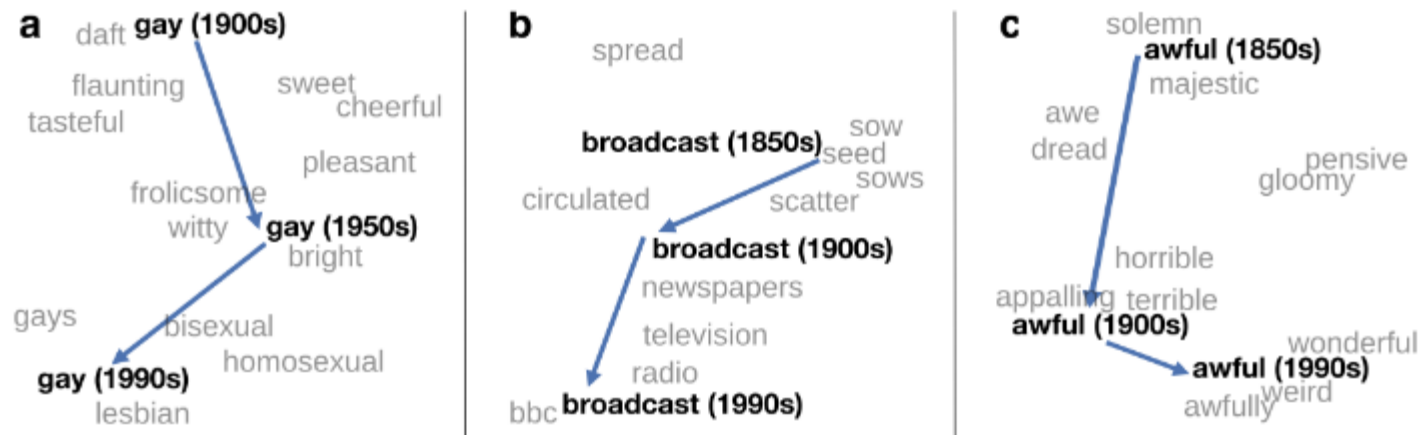 a
daft gay (1900s)
flaunting
sweet
cheerful
tasteful
pleasant
frolicsome
witty
gay (1950s)
bright
gays
bisexual
homosexual
gay (1990s)
lesbian
b
spread
broadcast (1850s)
sow
seed
sows
circulated
scatter
broadcast (1900s)
newspapers
television
radio
bbc broadcast (1990s)
c
solemn
awful (1850s)
majestic
awe
dread
pensive
gloomy
horrible
appalling terrible
awful (1900s)
wonderful
awful (1990s)
weird
awfully